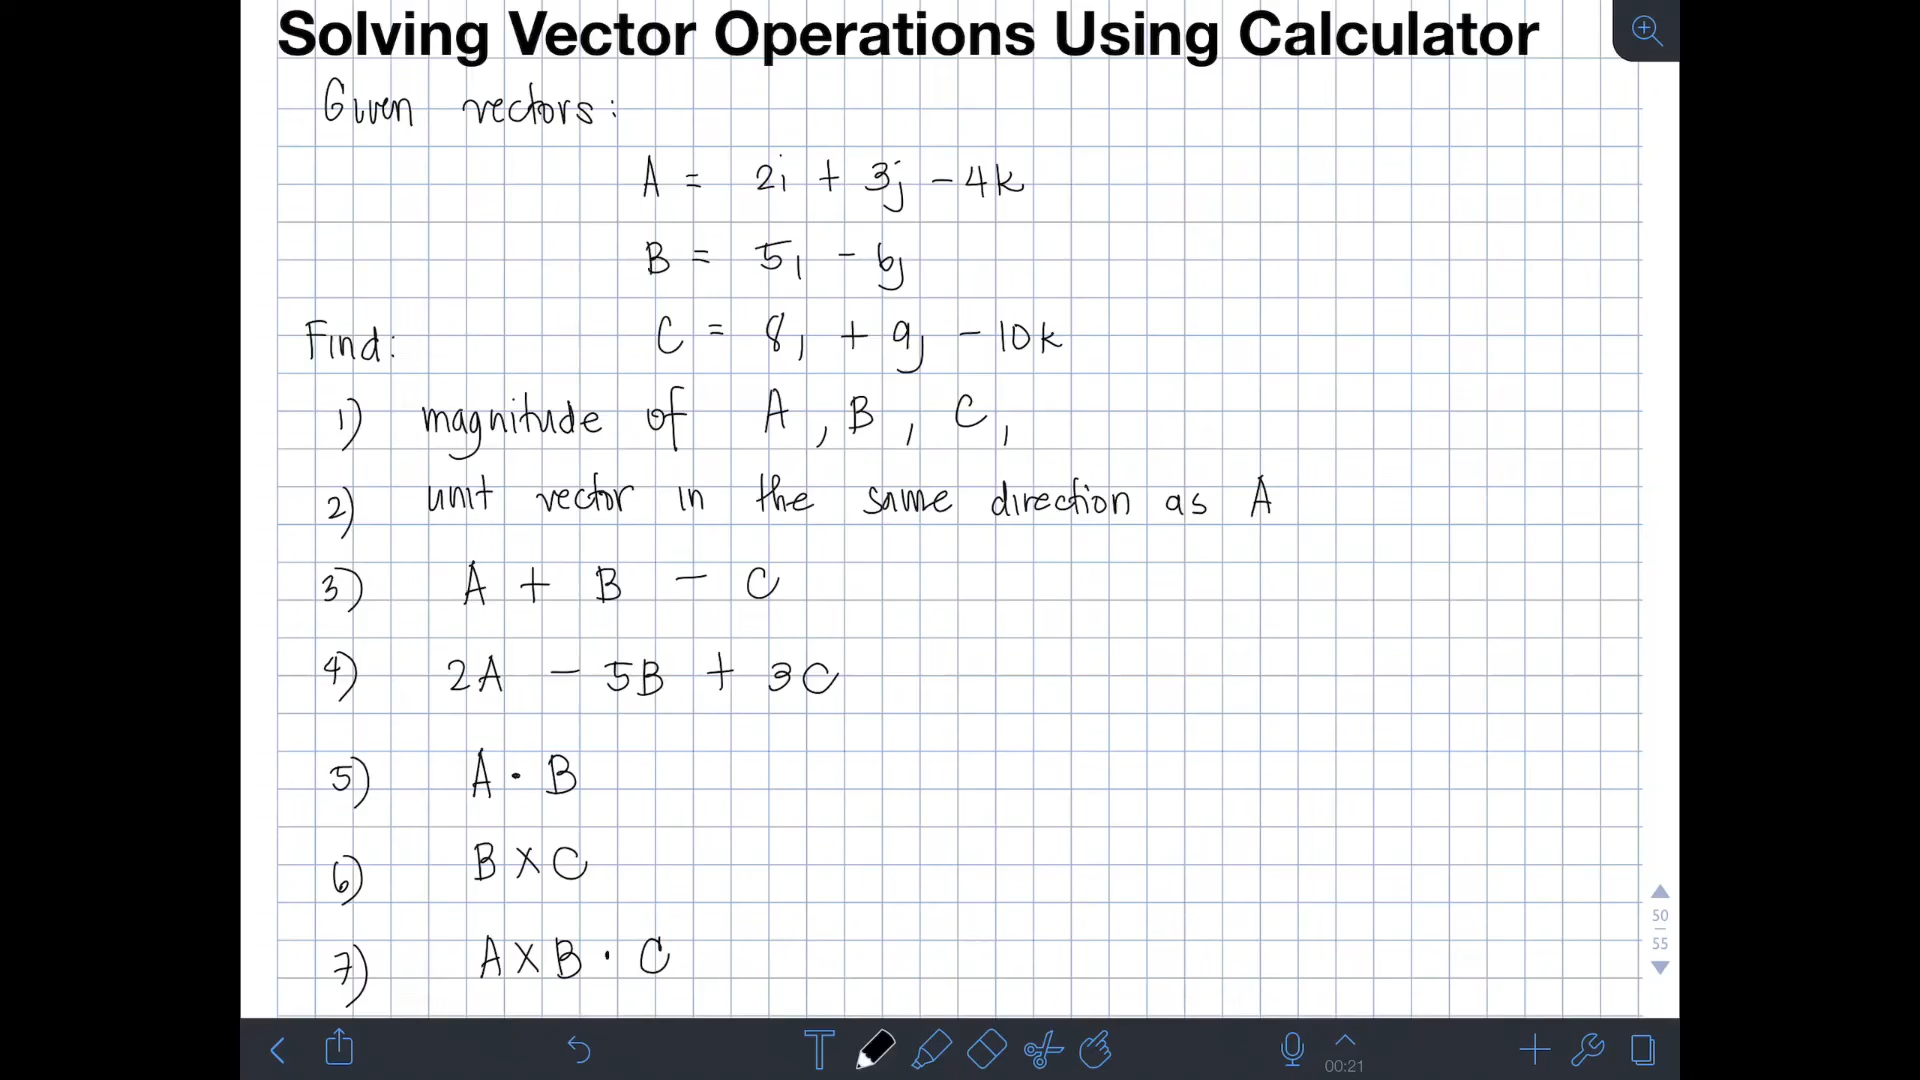 Solving Vector Operations Using Calculator
Given vectors:
A = 2i + 3j - 4k
B = 5i - 6j
C = 8i + 9j - 10k
Find:
1) magnitude of A, B, C,
2) unit vector in the same direction as A
3) A + B - C
4) 2A - 5B + 3C
5) A · B
6) B X C
7) A X B · C
50
55
T
00:21